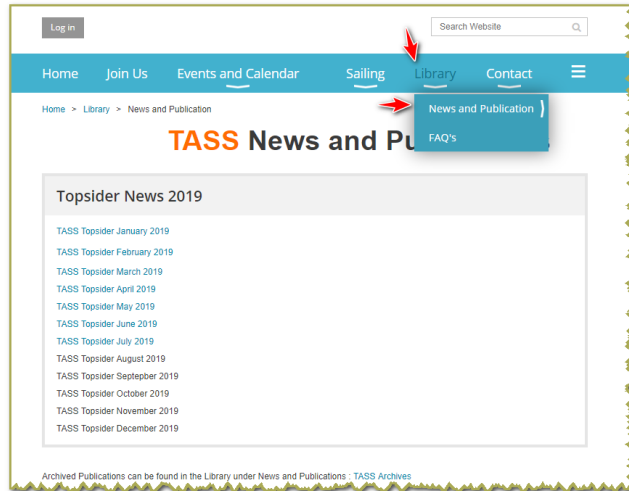 Log in
Search Website
Home Join Us Events and Calendar Sailing Library Contact
Home > Library > News and Publication
News and Publication
FAQ's
TASS News and Pu
Topsider News 2019
TASS Topsider January 2019
TASS Topsider February 2019
TASS Topsider March 2019
TASS Topsider April 2019
TASS Topsider May 2019
TASS Topsider June 2019
TASS Topsider July 2019
TASS Topsider August 2019
TASS Topsider Septepber 2019
TASS Topsider October 2019
TASS Topsider November 2019
TASS Topsider December 2019
Archived Publications can be found in the Library under News and Publications : TASS Archives